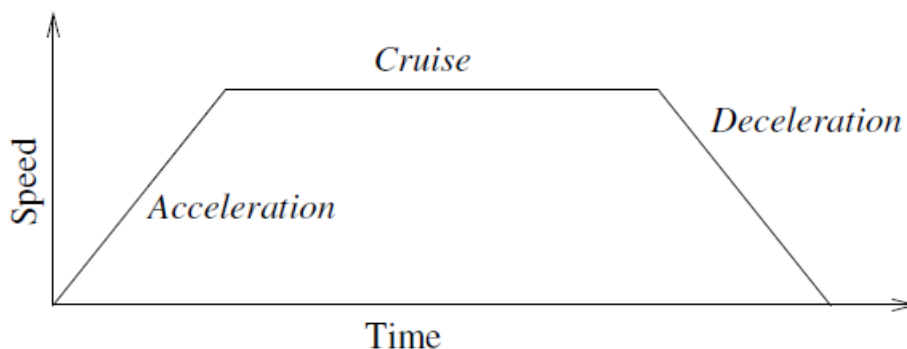 Cruise
Deceleration
Speed
Acceleration
Time